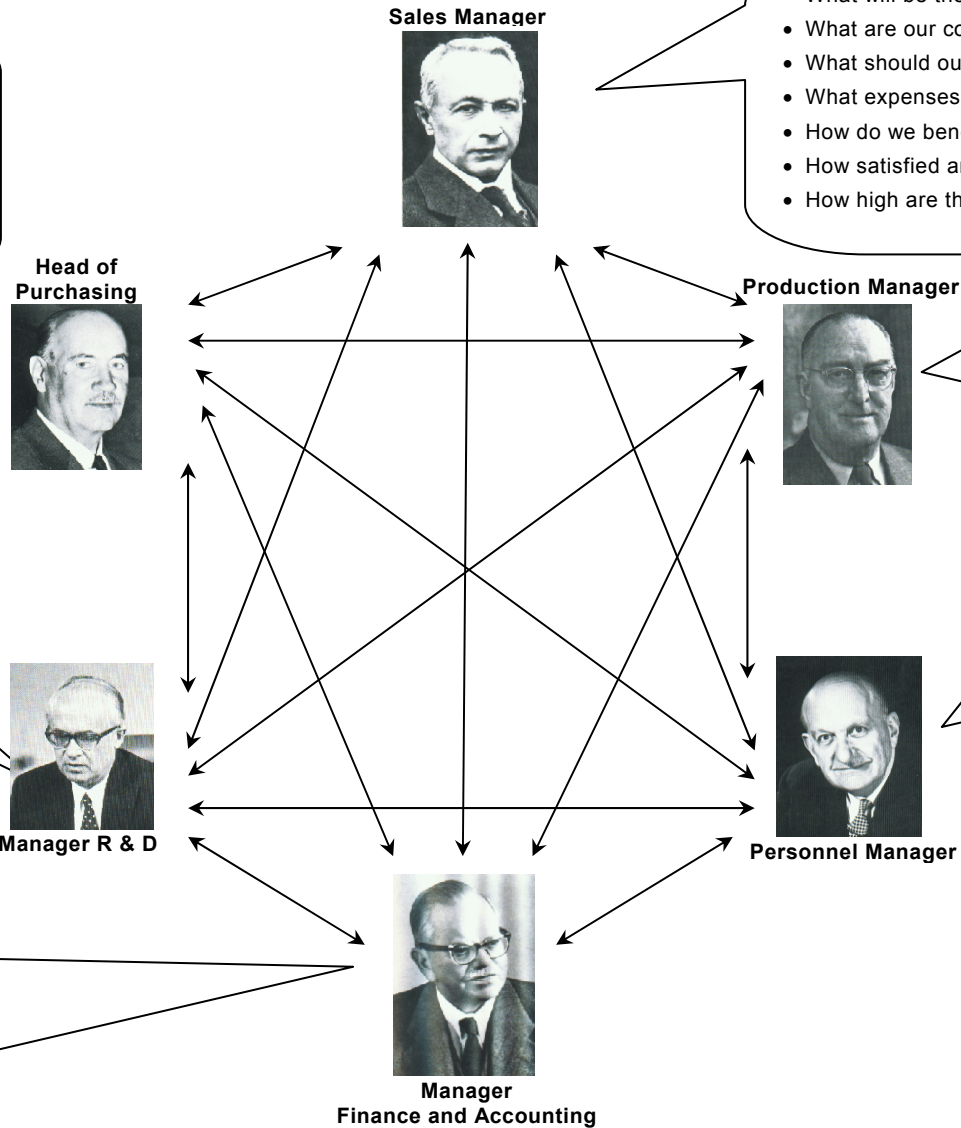 Sales Manager
What will be the
• What are our co
• What should ou
• What expenses
• How do we ben
• How satisfied a
• How high are th
Head of
Purchasing
Production Manager
Manager R & D
Personnel Manager
Manager
Finance and Accounting